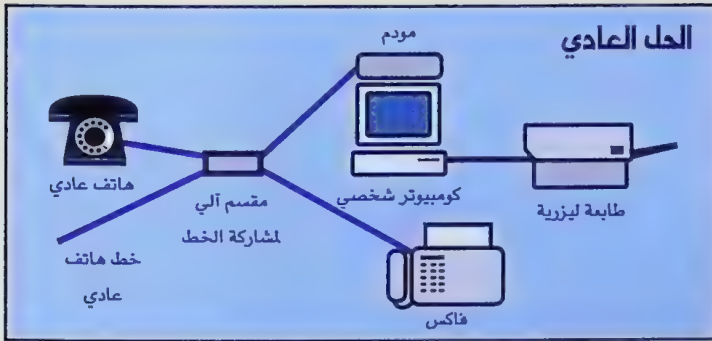 الحل العادي
مودم
هاتف عادي
مقسم آلي
لمشاركة الخط
كومبيوتر شخصي
طابعة ليزرية
خط هاتف
عادي
فاكس